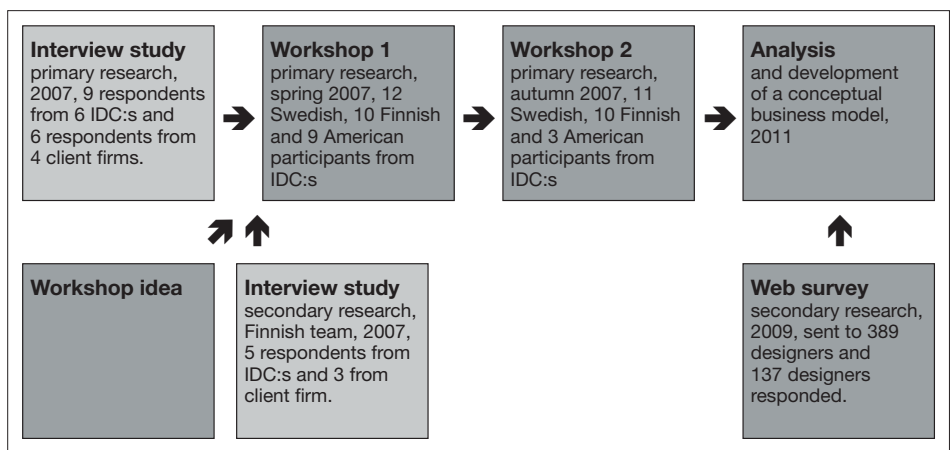 Interview study
primary research,
2007, 9 respondents
from 6 IDC:s and
6 respondents from
4 client firms.
Workshop 1
primary research,
spring 2007, 12
Swedish, 10 Finnish
and 9 American
participants from
IDC:s
Workshop 2
primary research,
autumn 2007, 11
Swedish, 10 Finnish
and 3 American
participants from
IDC:s
Analysis
and development
of a conceptual
business model,
2011
Workshop idea
Interview study
secondary research,
Finnish team, 2007,
5 respondents from
IDC:s and 3 from
client firm.
Web survey
secondary research,
2009, sent to 389
designers and
137 designers
responded.